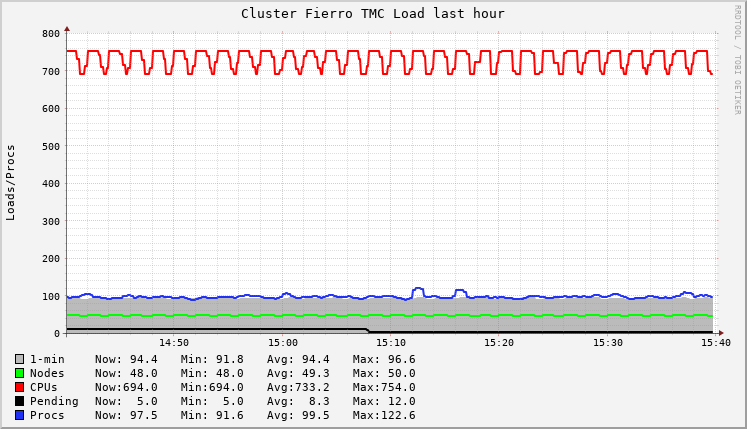 Cluster Fierro TMC Load last hour
RRDTOOL / TOBI OETIKER
Loads/Procs
800
700
600
500
400
300
200
100
0
14:50 15:00 15:10 15:20 15:30 15:40
1-min Now: 94.4 Min: 91.8 Avg: 94.4 Max: 96.6
Nodes Now: 48.0 Min: 48.0 Avg: 49.3 Max: 50.0
CPUs Now:694.0 Min:694.0 Avg:733.2 Max:754.0
Pending Now: 5.0 Min: 5.0 Avg: 8.3 Max: 12.0
Procs Now: 97.5 Min: 91.6 Avg: 99.5 Max:122.6